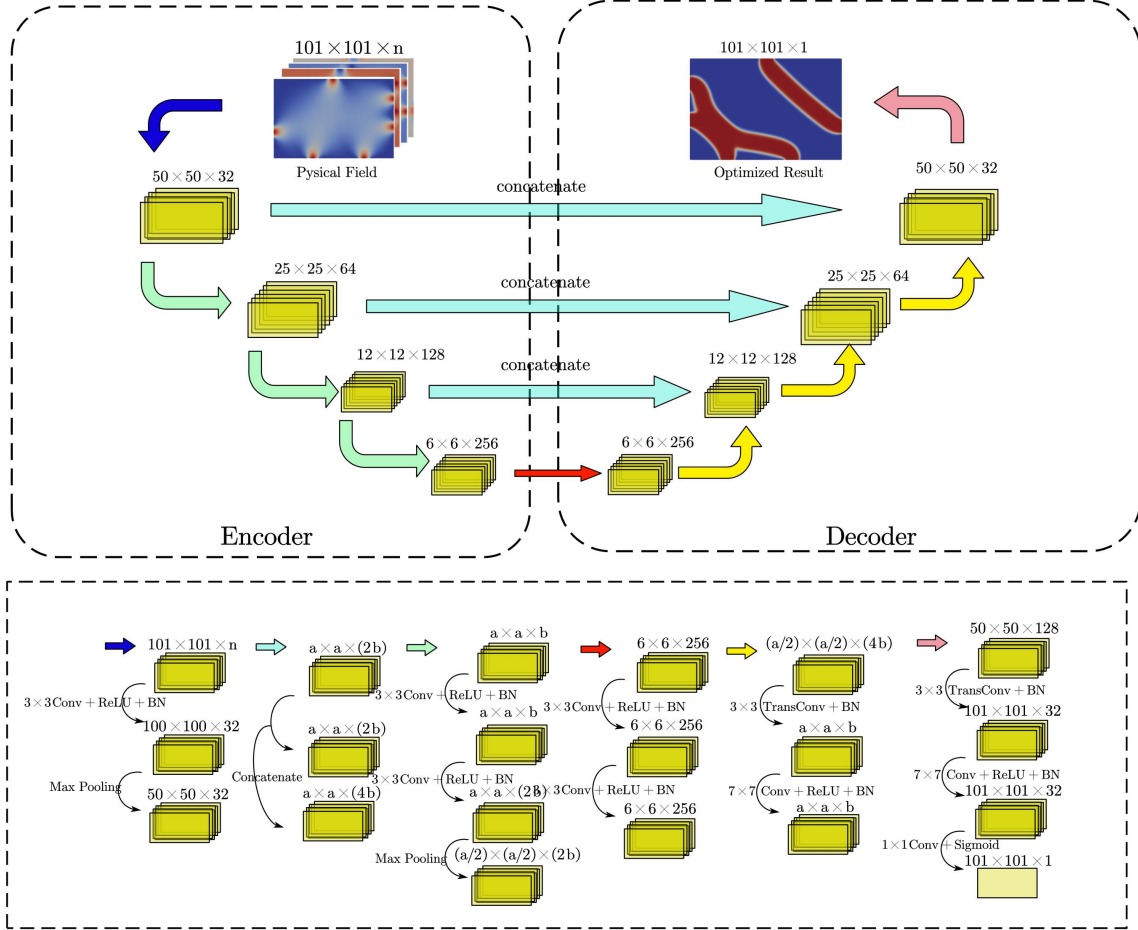 101×101×n
101×101×1
Pysical Field
Optimized Result
50×50×32
concatenate
50×50×32
25×25×64
concatenate
25×25×64
12×12×128
concatenate
12×12×128
6×6×256
6×6×256
Encoder
Decoder
101×101×n
3×3Conv+ReLU+BN
100×100×32
Max Pooling
50×50×32
a×a×(2b)
a×a×(2b)
Concatenate
a×a×(4b)
a×a×b
3×3Conv+ReLU+BN
a×a×b
3×3Conv+ReLU+BN
a×a×(2b)
Max Pooling
(a/2)×(a/2)×(2b)
6×6×256
3×3Conv+ReLU+BN
6×6×256
3×3Conv+ReLU+BN
6×6×256
(a/2)×(a/2)×(4b)
3×3 TransConv+BN
a×a×b
7×7 Conv+ReLU+BN
a×a×b
50×50×128
3×3 TransConv+BN
101×101×32
7×7 Conv+ReLU+BN
101×101×32
1×1Conv+Sigmoid
101×101×1